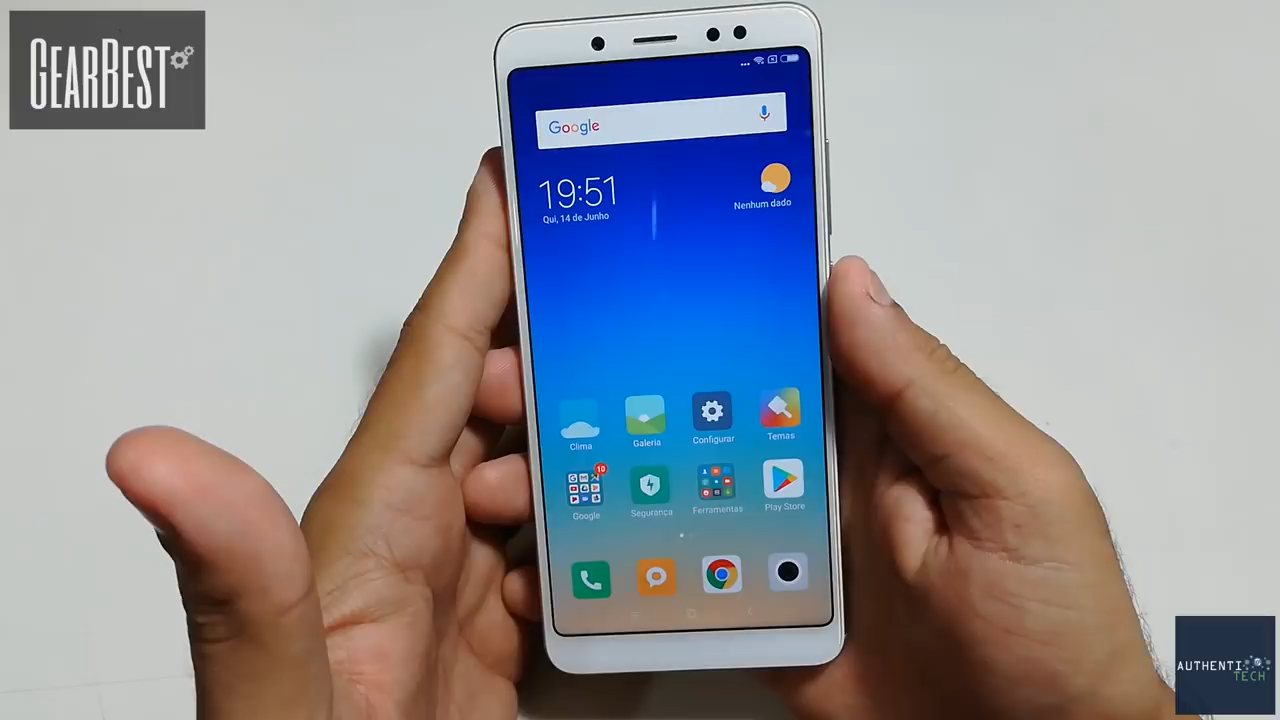 GEARBEST
Google
19:51
Qui, 14 de Junho
Nenhum dado
Clima
Galeria
Configurar
Temas
10
Google
Segurança
Ferramentas
Play Store
AUTHENTI
TECH